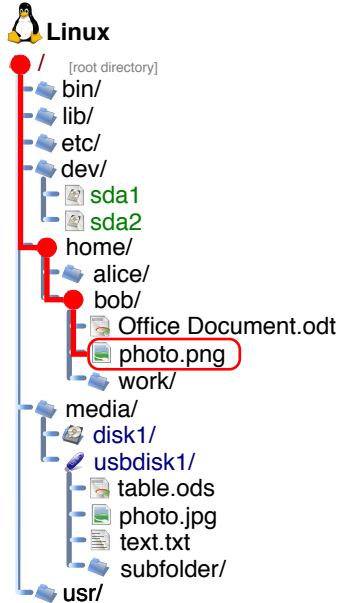 Linux
/ [root directory]
bin/
lib/
etc/
dev/
sda1
sda2
home/
alice/
bob/
Office Document.odt
photo.png
work/
media/
disk1/
usbdisk1/
table.ods
photo.jpg
text.txt
subfolder/
usr/